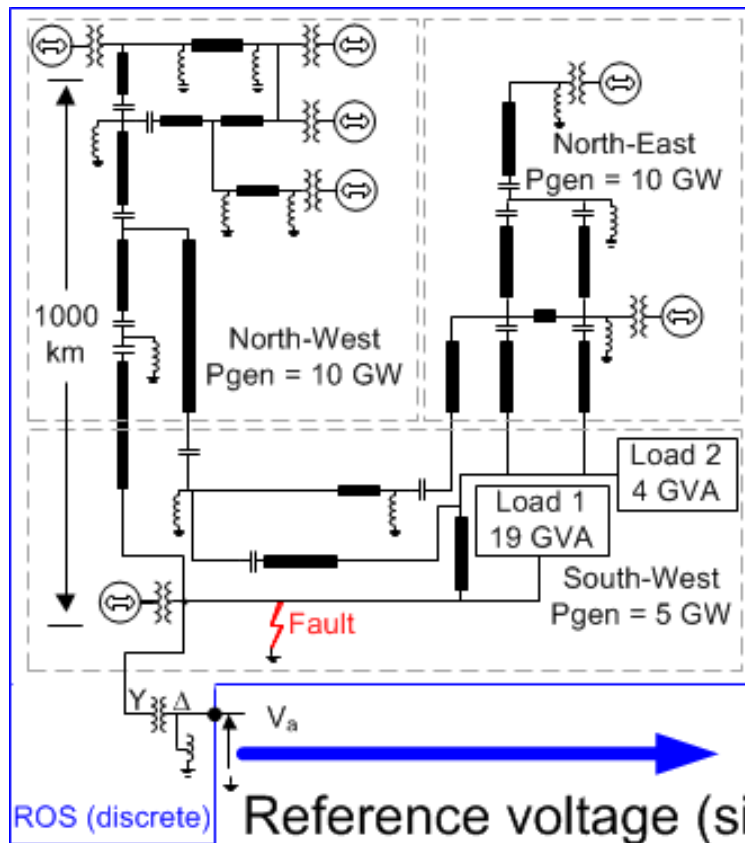 North-East
Pgen = 10 GW
1000
km
North-West
Pgen = 10 GW
Load 2
4 GVA
Load 1
19 GVA
South-West
Pgen = 5 GW
Fault
Y Δ
Va
ROS (discrete)
Reference voltage (si